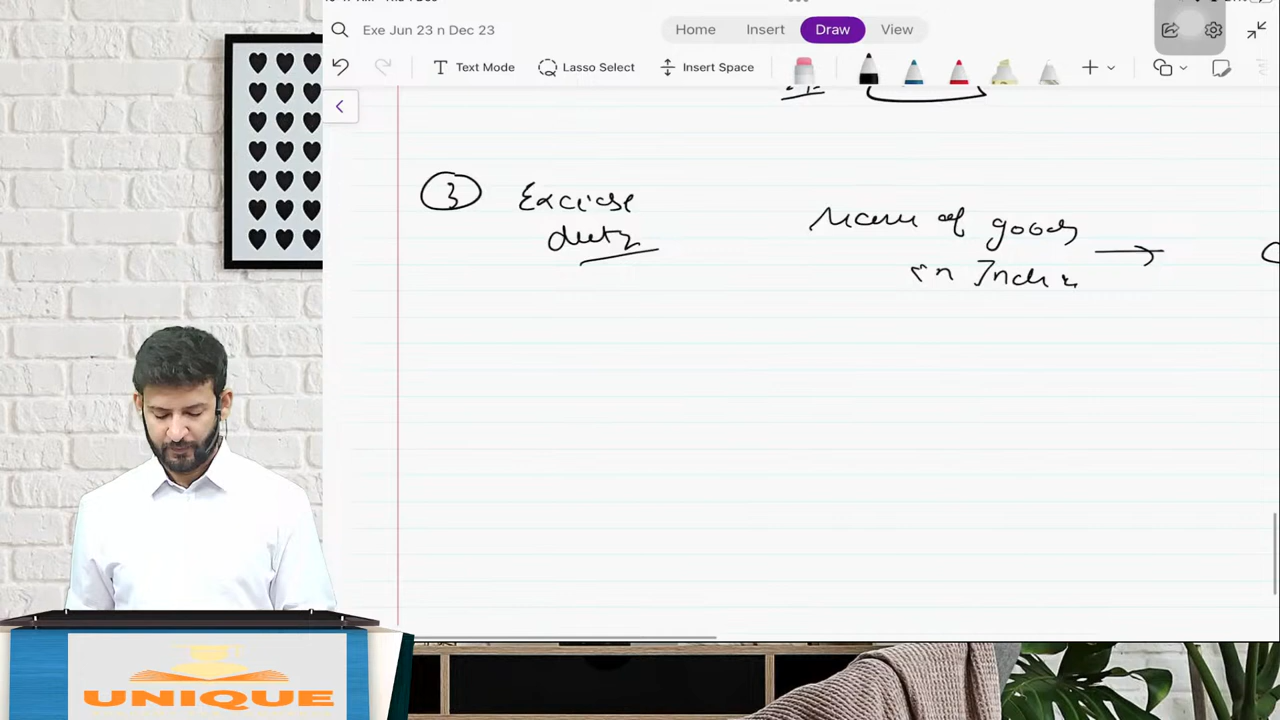 Exe Jun 23 n Dec 23
Home Insert Draw View
Text Mode Lasso Select Insert Space
3 Excise duty
of goods
in India
UNIQUE